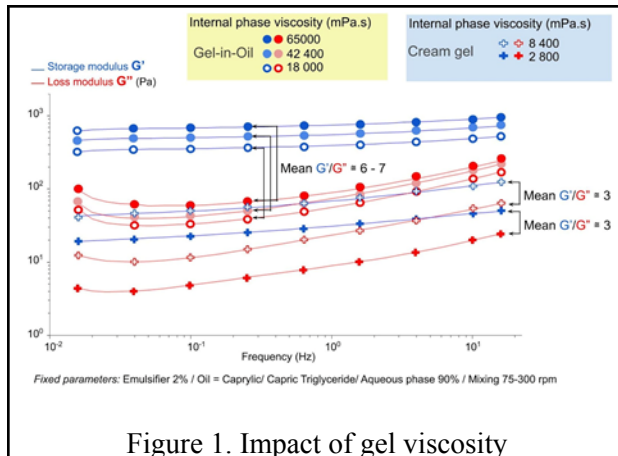 Internal phase viscosity (mPa.s)
Gel-in-Oil
65000
42 400
18 000
Internal phase viscosity (mPa.s)
Cream gel
8 400
2 800
Storage modulus G'
Loss modulus G'' (Pa)
10³
10²
10¹
10⁰
Mean G'/G'' = 6 - 7
Mean G'/G'' = 3
Mean G'/G'' = 3
10⁻²
10⁻¹
10⁰
10¹
Frequency (Hz)
Fixed parameters: Emulsifier 2% / Oil = Caprylic/ Capric Triglyceride/ Aqueous phase 90% / Mixing 75-300 rpm
Figure 1. Impact of gel viscosity